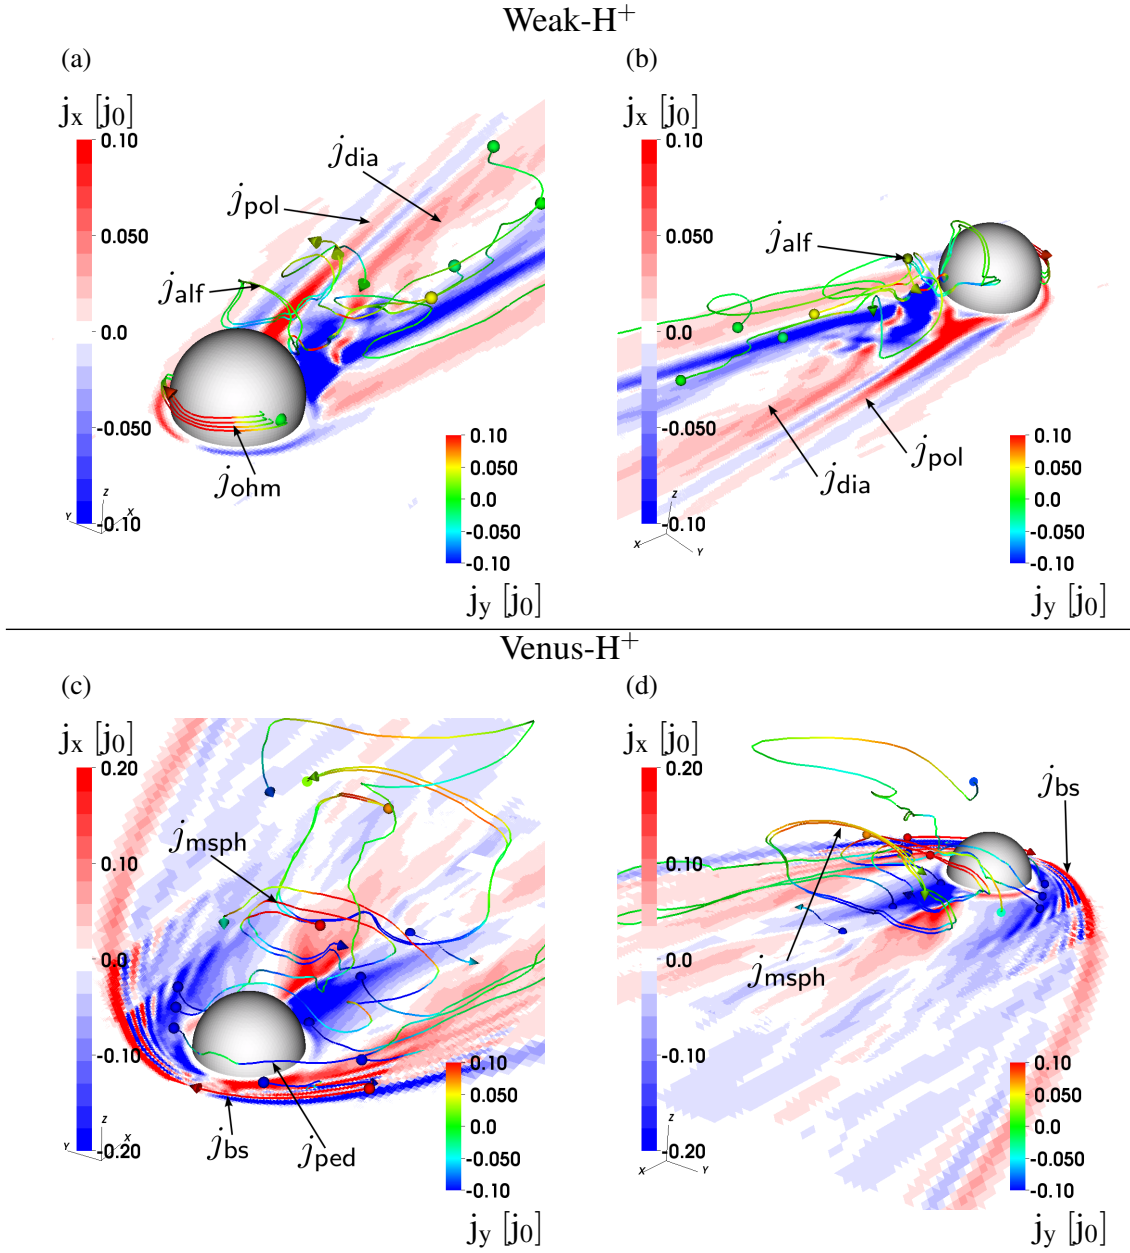 Weak-H+
(a)
(b)
jx [j0]
jx [j0]
0.10
0.10
jdia
jpol
0.050
0.050
jalf
jalf
0.0
0.0
-0.050
-0.050
0.10
0.10
jpol
johm
0.050
jdia
0.050
z
0.0
z
0.0
Y
X
-0.10
-0.050
-0.10
-0.050
X
Y
-0.10
-0.10
jy [j0]
jy [j0]
Venus-H+
(c)
(d)
jx [j0]
jx [j0]
0.20
0.20
jbs
jmsph
0.10
0.10
0.0
0.0
jmsph
-0.10
-0.10
0.10
0.10
0.050
0.050
z
0.0
z
0.0
Y
X
-0.20
jbs
jped
-0.050
X
Y
-0.20
-0.050
-0.10
-0.10
jy [j0]
jy [j0]